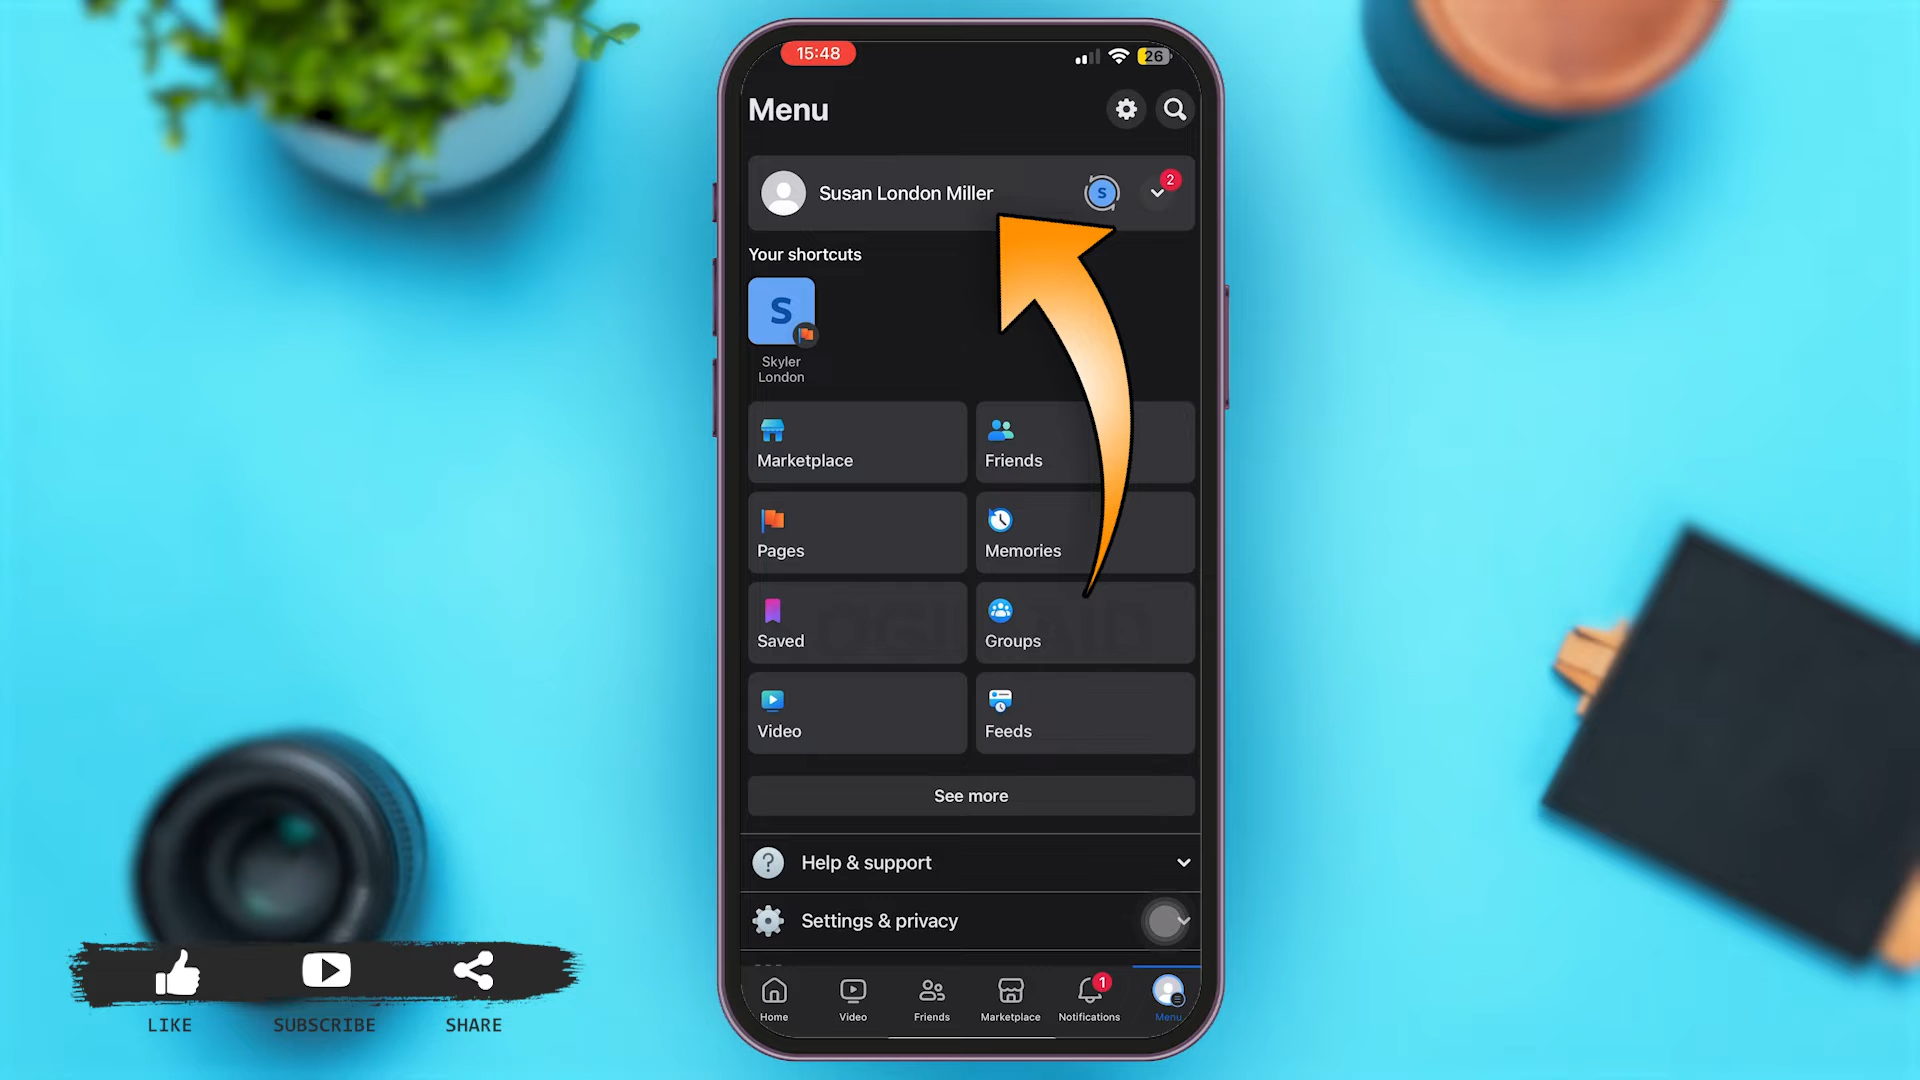 15:48
26
Menu
Susan London Miller
S
2
Your shortcuts
S
Skyler
London
Marketplace
Friends
Pages
Memories
Saved
Groups
Video
Feeds
See more
?
Help & support
Settings & privacy
1
Home
Video
Friends
Marketplace
Notifications
Menu
LIKE
SUBSCRIBE
SHARE